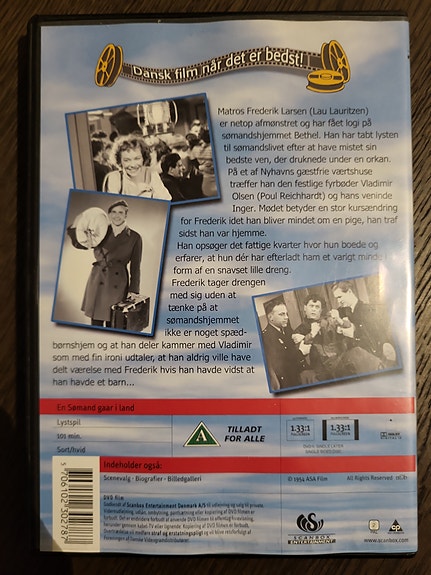 Dansk film når det er bedst!
Matros Frederik Larsen (Lau Lauritzen)
er netop afmønstret og har fået logi på
sømandshjemmet Bethel. Han har tabt lysten
til sømandslivet efter at have mistet sin
bedste ven, der druknede under en orkan.
På et af Nyhavns gæstfrie værtshuse
træffer han den festlige fyrbøder Vladimir
Olsen (Poul Reichhardt) og hans veninde
Inger. Mødet betyder en stor kursændring
for Frederik idet han bliver mindet om en pige, han traf
sidst han var hjemme.
Han opsøger det fattige kvarter hvor hun boede og
erfarer, at hun dér har efterladt ham et varigt minde i
form af en snavset lille dreng.
Frederik tager drengen
med sig uden at
tænke på at
sømandshjemmet
ikke er noget spæd-
børnshjem og at han deler kammer med Vladimir
som med fin ironi udtaler, at han aldrig ville have
delt værelse med Frederik hvis han havde vidst at
han havde et barn...
En Sømand gaar i land
Lystspil
101 min.
Sort/hvid
A
TILLADT
FOR ALLE
1.33:1
1.33:1
Indeholder også:
Scenevalg · Biografier · Billedgalleri
© 1954 ASA Film
All Rights Reserved
DVD film
SCANBOX
ENTERTAINMENT
www.scanbox.com
5 706102 302787